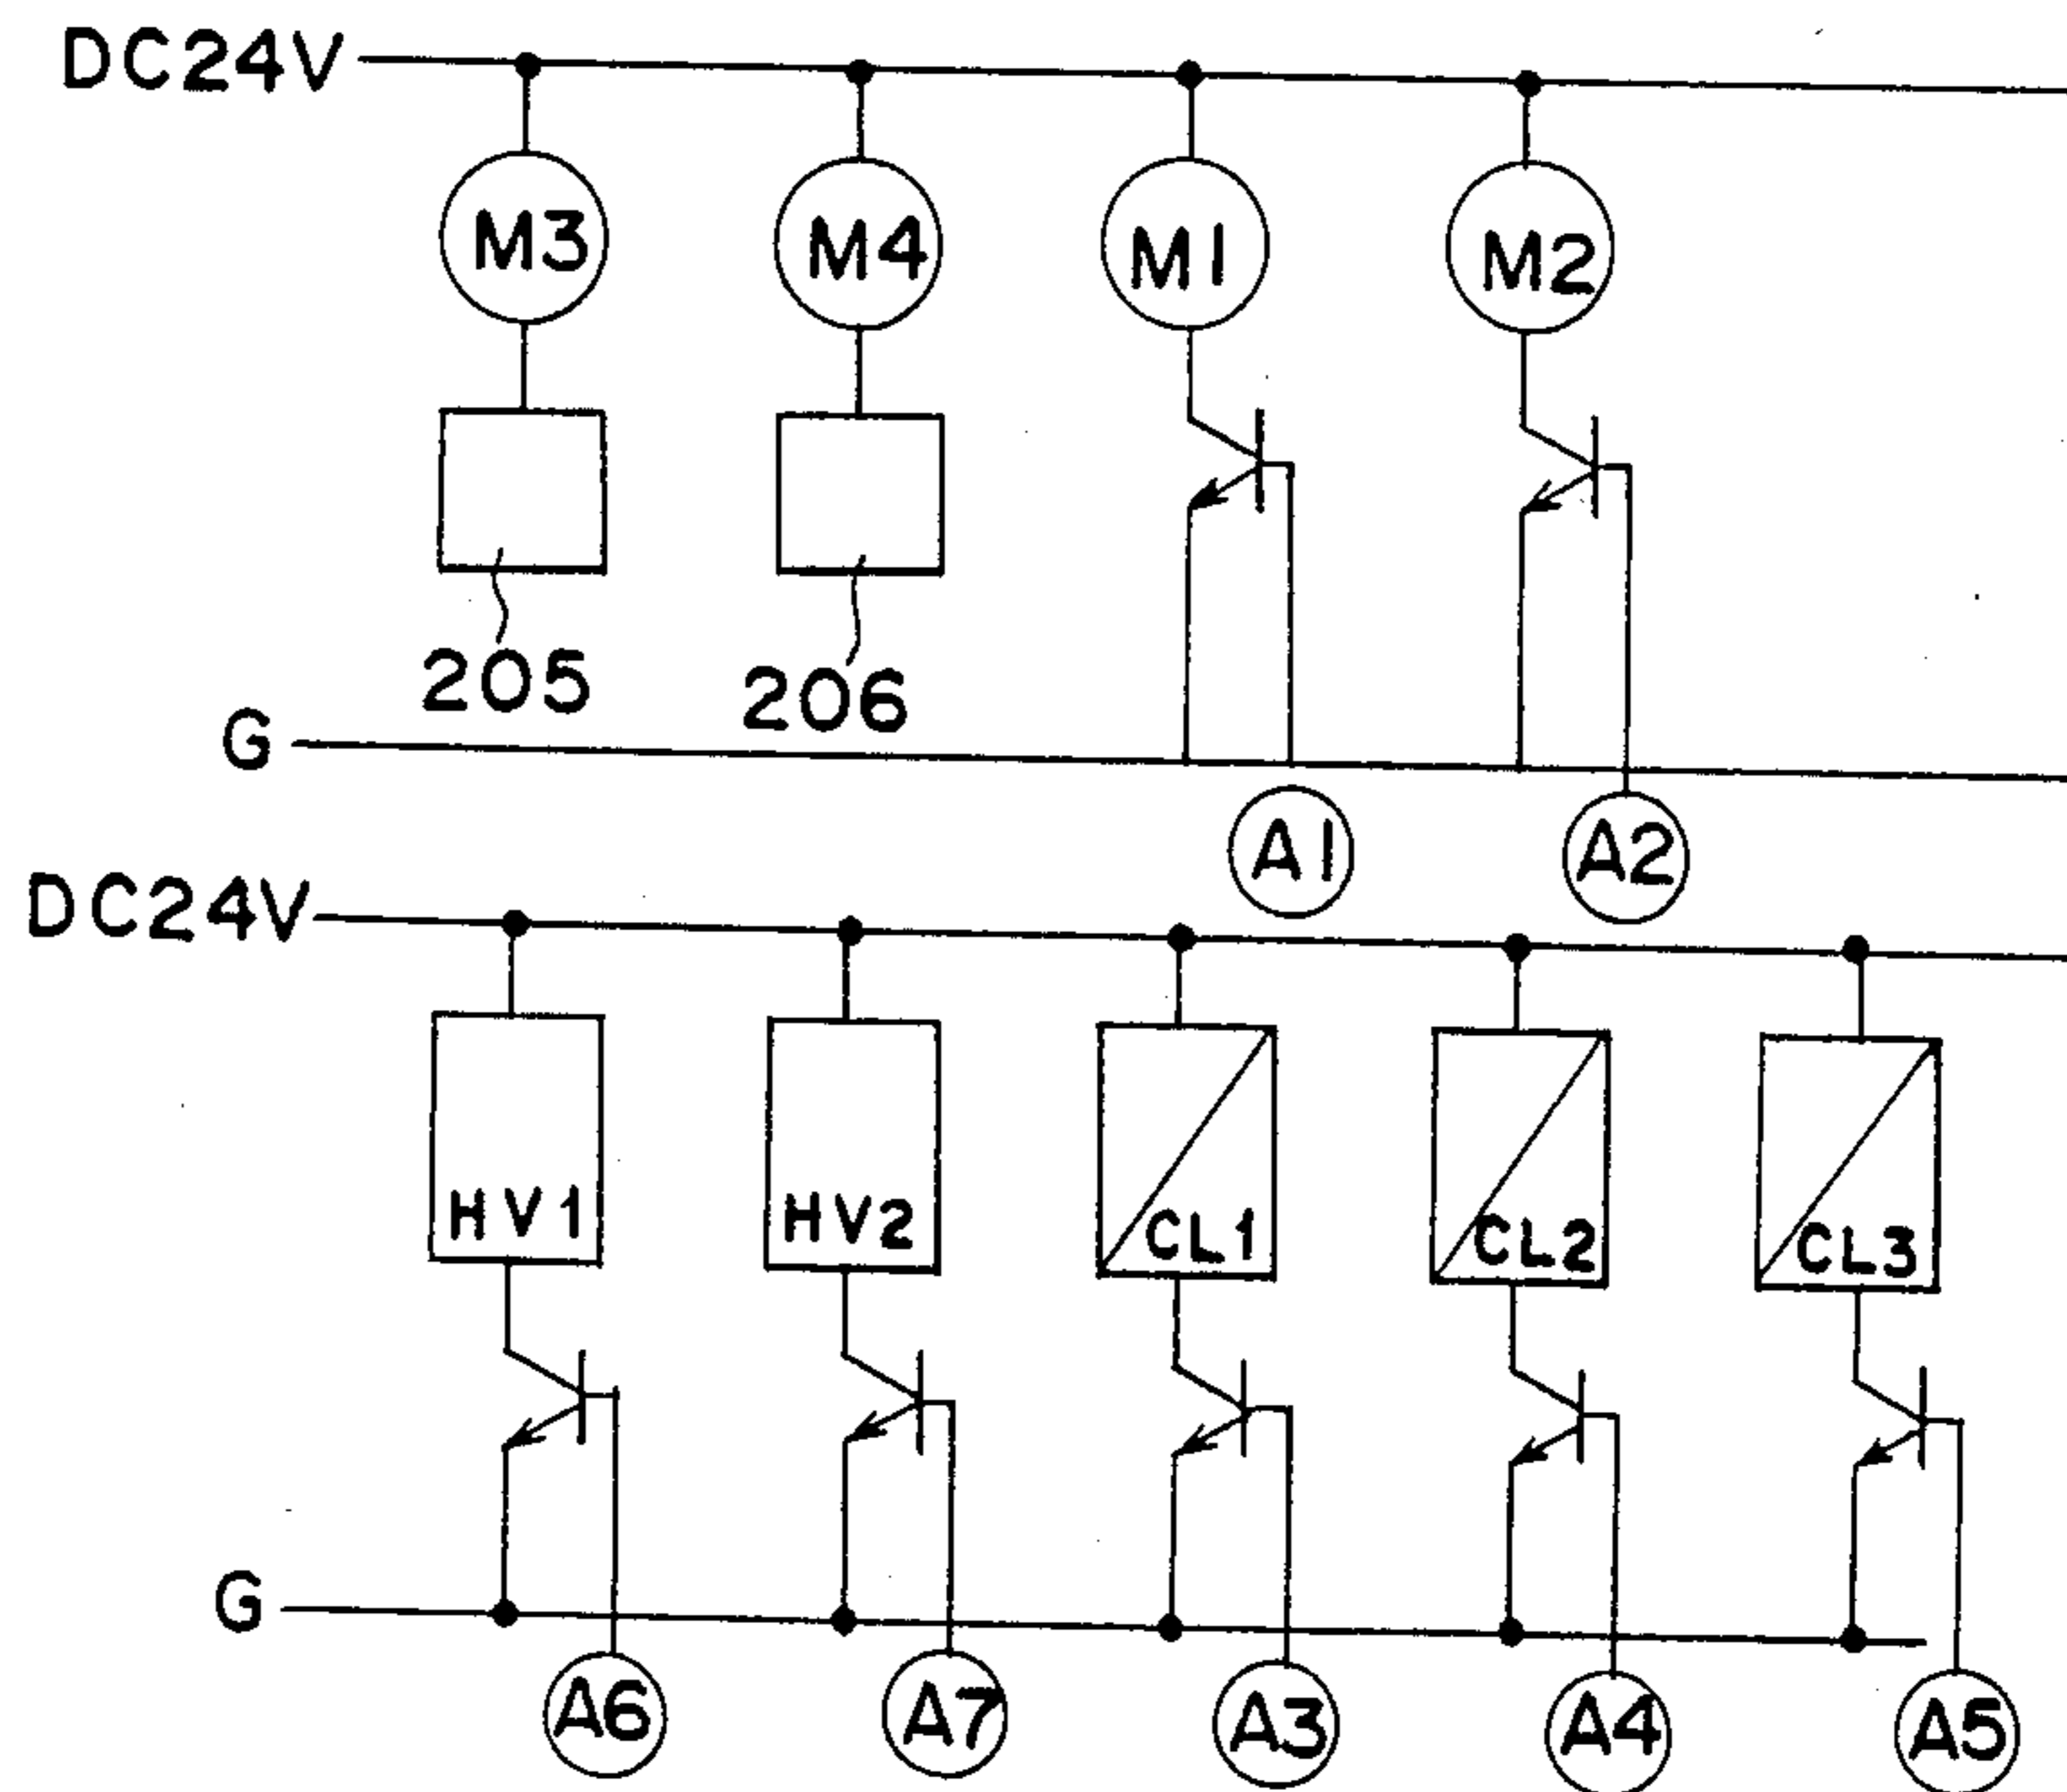 DC24V
M3 M4 M1 M2
205 206
G
A1 A2
DC24V
HV1 HV2 CL1 CL2 CL3
G
A6 A7 A3 A4 A5